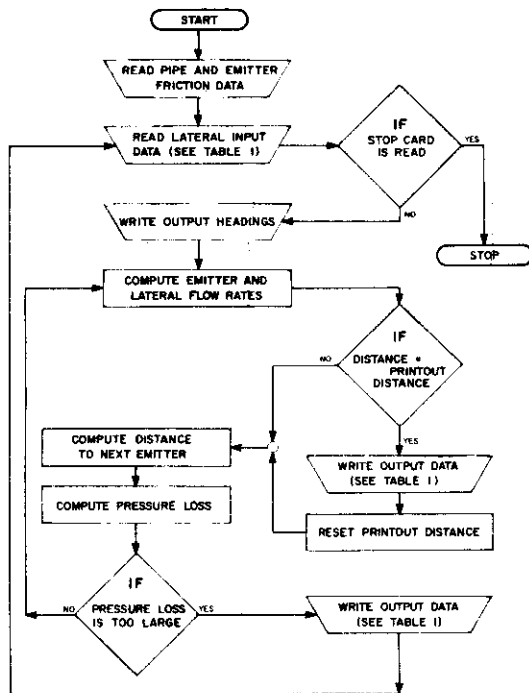 START
READ PIPE AND EMITTER
FRICTION DATA
READ LATERAL INPUT
DATA (SEE TABLE 1)
IF
STOP CARD
IS READ
YES
NO
WRITE OUTPUT HEADINGS
STOP
COMPUTE EMITTER AND
LATERAL FLOW RATES
IF
DISTANCE =
PRINTOUT
DISTANCE
NO
YES
COMPUTE DISTANCE
TO NEXT EMITTER
WRITE OUTPUT DATA
(SEE TABLE 1)
COMPUTE PRESSURE LOSS
RESET PRINTOUT DISTANCE
IF
PRESSURE LOSS
IS TOO LARGE
NO
YES
WRITE OUTPUT DATA
(SEE TABLE 1)